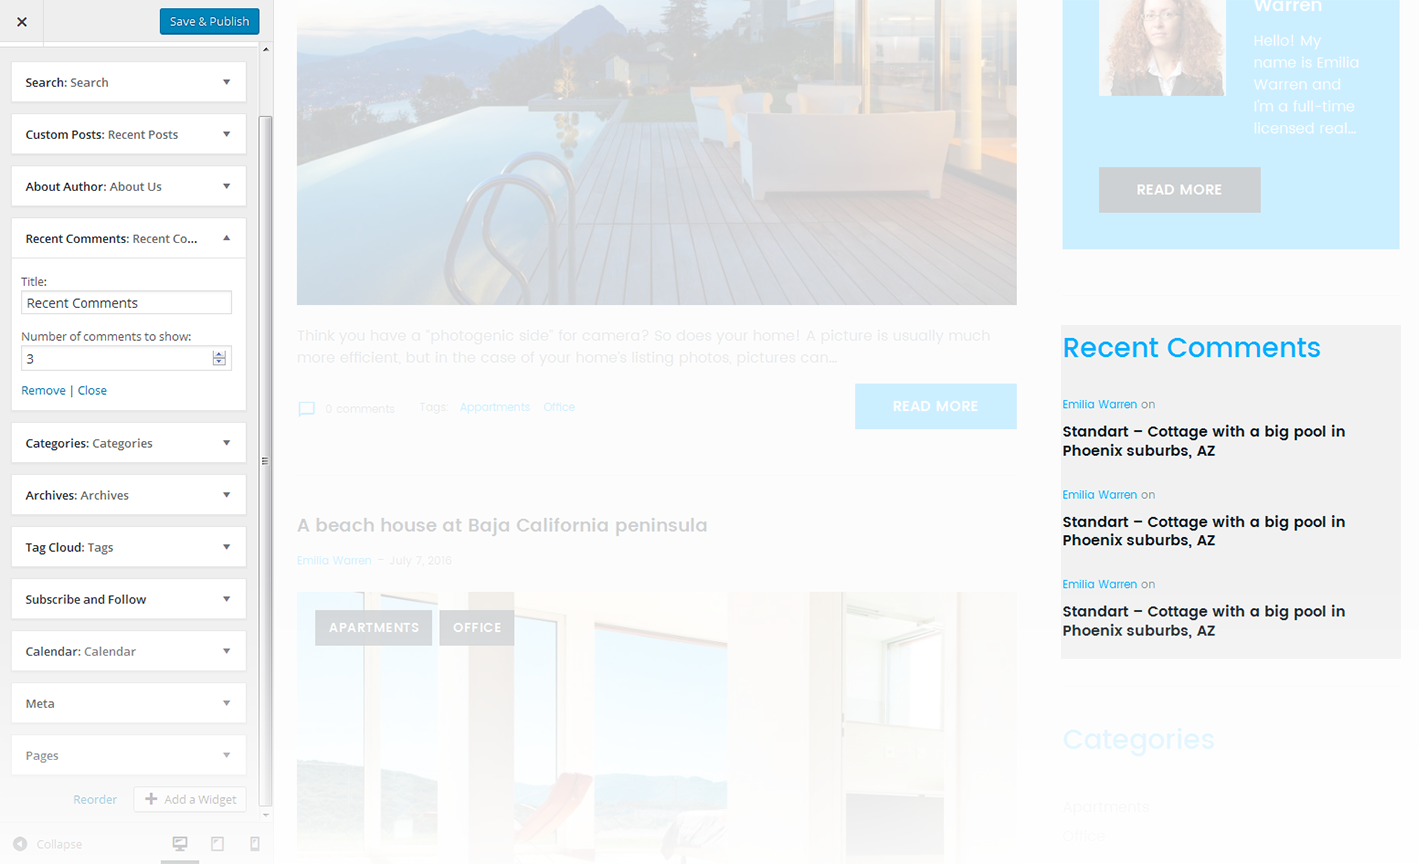 Save & Publish
Search: Search
Custom Posts: Recent Posts
About Author: About Us
Recent Comments: Recent Co...
Title:
Recent Comments
Number of comments to show:
3
Remove | Close
Categories: Categories
Archives: Archives
Tag Cloud: Tags
Subscribe and Follow
Calendar: Calendar
Meta
Pages
Reorder
Add a Widget
Collapse
Think you have a "photogenic side" for camera? So does your home! A picture is usually much
more efficient, but in the case of your home's listing photos, pictures can...
0 comments
Tags: Appartments Office
READ MORE
A beach house at Baja California peninsula
Emilia Warren – July 7, 2016
APARTMENTS
OFFICE
Warren
Hello! My
name is Emilia
Warren and
I'm a full-time
licensed real...
READ MORE
Recent Comments
Emilia Warren on
Standart – Cottage with a big pool in
Phoenix suburbs, AZ
Emilia Warren on
Standart – Cottage with a big pool in
Phoenix suburbs, AZ
Emilia Warren on
Standart – Cottage with a big pool in
Phoenix suburbs, AZ
Categories
Apartments
Office